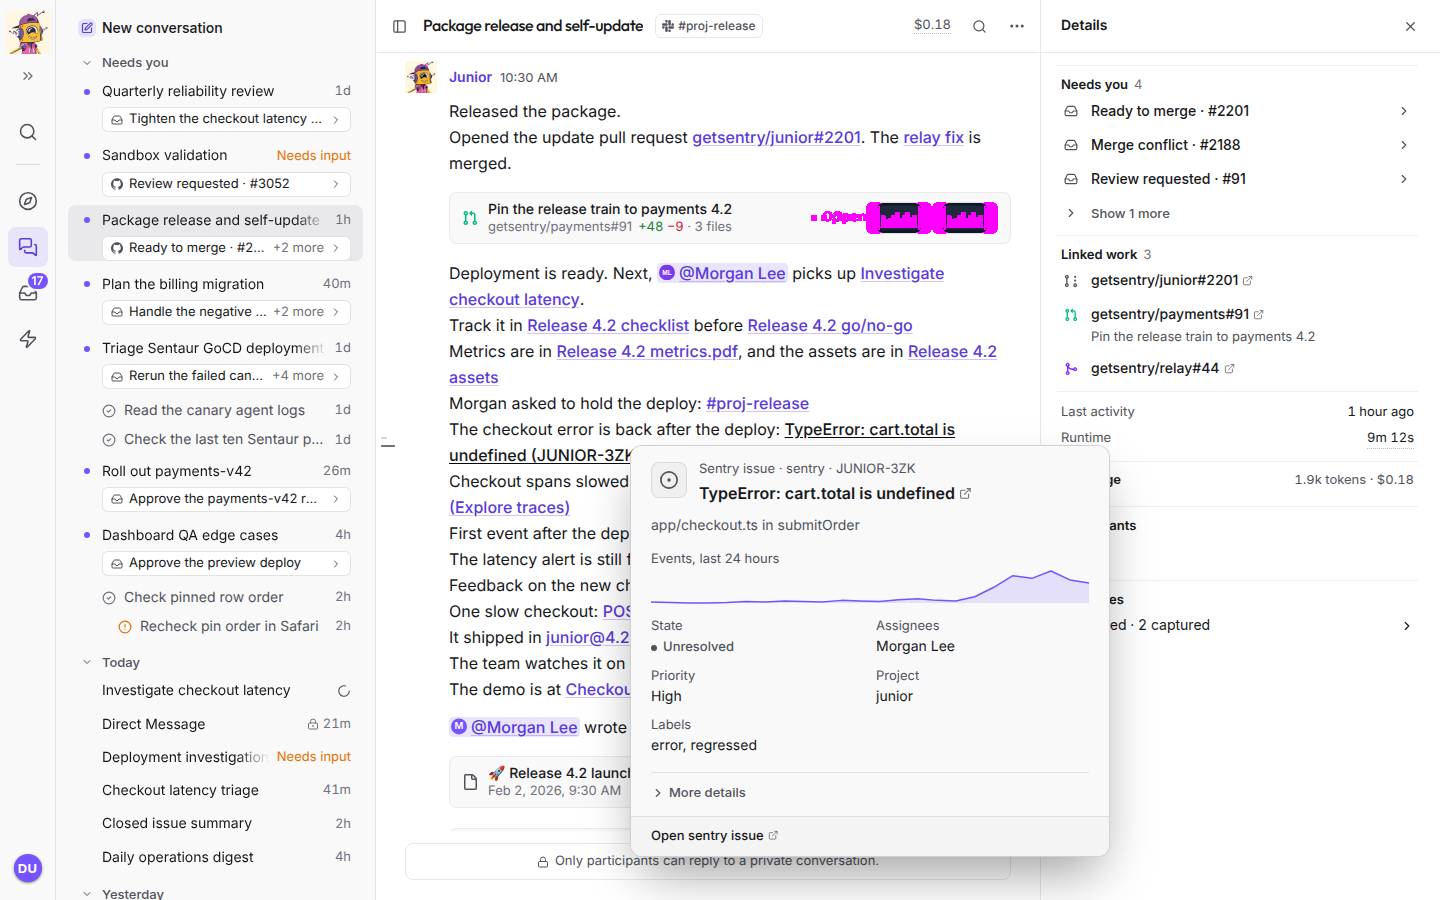 New conversation
Needs you
Quarterly reliability review 1d
Tighten the checkout latency ...
Sandbox validation Needs input
Review requested · #3052
Package release and self-update 1h
Ready to merge · #2... +2 more
Plan the billing migration 40m
Handle the negative ... +2 more
Triage Sentaur GoCD deployment 1d
Rerun the failed can... +4 more
Read the canary agent logs 1d
Check the last ten Sentaur p... 1d
Roll out payments-v42 26m
Approve the payments-v42 r...
Dashboard QA edge cases 4h
Approve the preview deploy
Check pinned row order 2h
Recheck pin order in Safari 2h
Today
Investigate checkout latency
Direct Message 21m
Deployment investigation Needs input
Checkout latency triage 41m
Closed issue summary 2h
Daily operations digest 4h
Yesterday
17
DU
Package release and self-update #proj-release $0.18
Junior 10:30 AM
Released the package.
Opened the update pull request getsentry/junior#2201. The relay fix is
merged.
Pin the release train to payments 4.2
getsentry/payments#91 +48 −9 · 3 files
Open
Deployment is ready. Next, ML @Morgan Lee picks up Investigate
checkout latency.
Track it in Release 4.2 checklist before Release 4.2 go/no-go
Metrics are in Release 4.2 metrics.pdf, and the assets are in Release 4.2
assets
Morgan asked to hold the deploy: #proj-release
The checkout error is back after the deploy: TypeError: cart.total is
undefined (JUNIOR-3ZK
Checkout spans slowed
(Explore traces)
First event after the dep
The latency alert is still f
Feedback on the new ch
One slow checkout: POS
It shipped in junior@4.2
The team watches it on
The demo is at Checkou
M @Morgan Lee wrote
🚀 Release 4.2 launch
Feb 2, 2026, 9:30 AM
Only participants can reply to a private conversation.
Sentry issue · sentry · JUNIOR-3ZK
TypeError: cart.total is undefined
app/checkout.ts in submitOrder
Events, last 24 hours
State Assignees
Unresolved Morgan Lee
Priority Project
High junior
Labels
error, regressed
More details
Open sentry issue
Details
Needs you 4
Ready to merge · #2201
Merge conflict · #2188
Review requested · #91
Show 1 more
Linked work 3
getsentry/junior#2201
getsentry/payments#91
Pin the release train to payments 4.2
getsentry/relay#44
Last activity 1 hour ago
Runtime 9m 12s
ge 1.9k tokens · $0.18
ants
es
ed · 2 captured